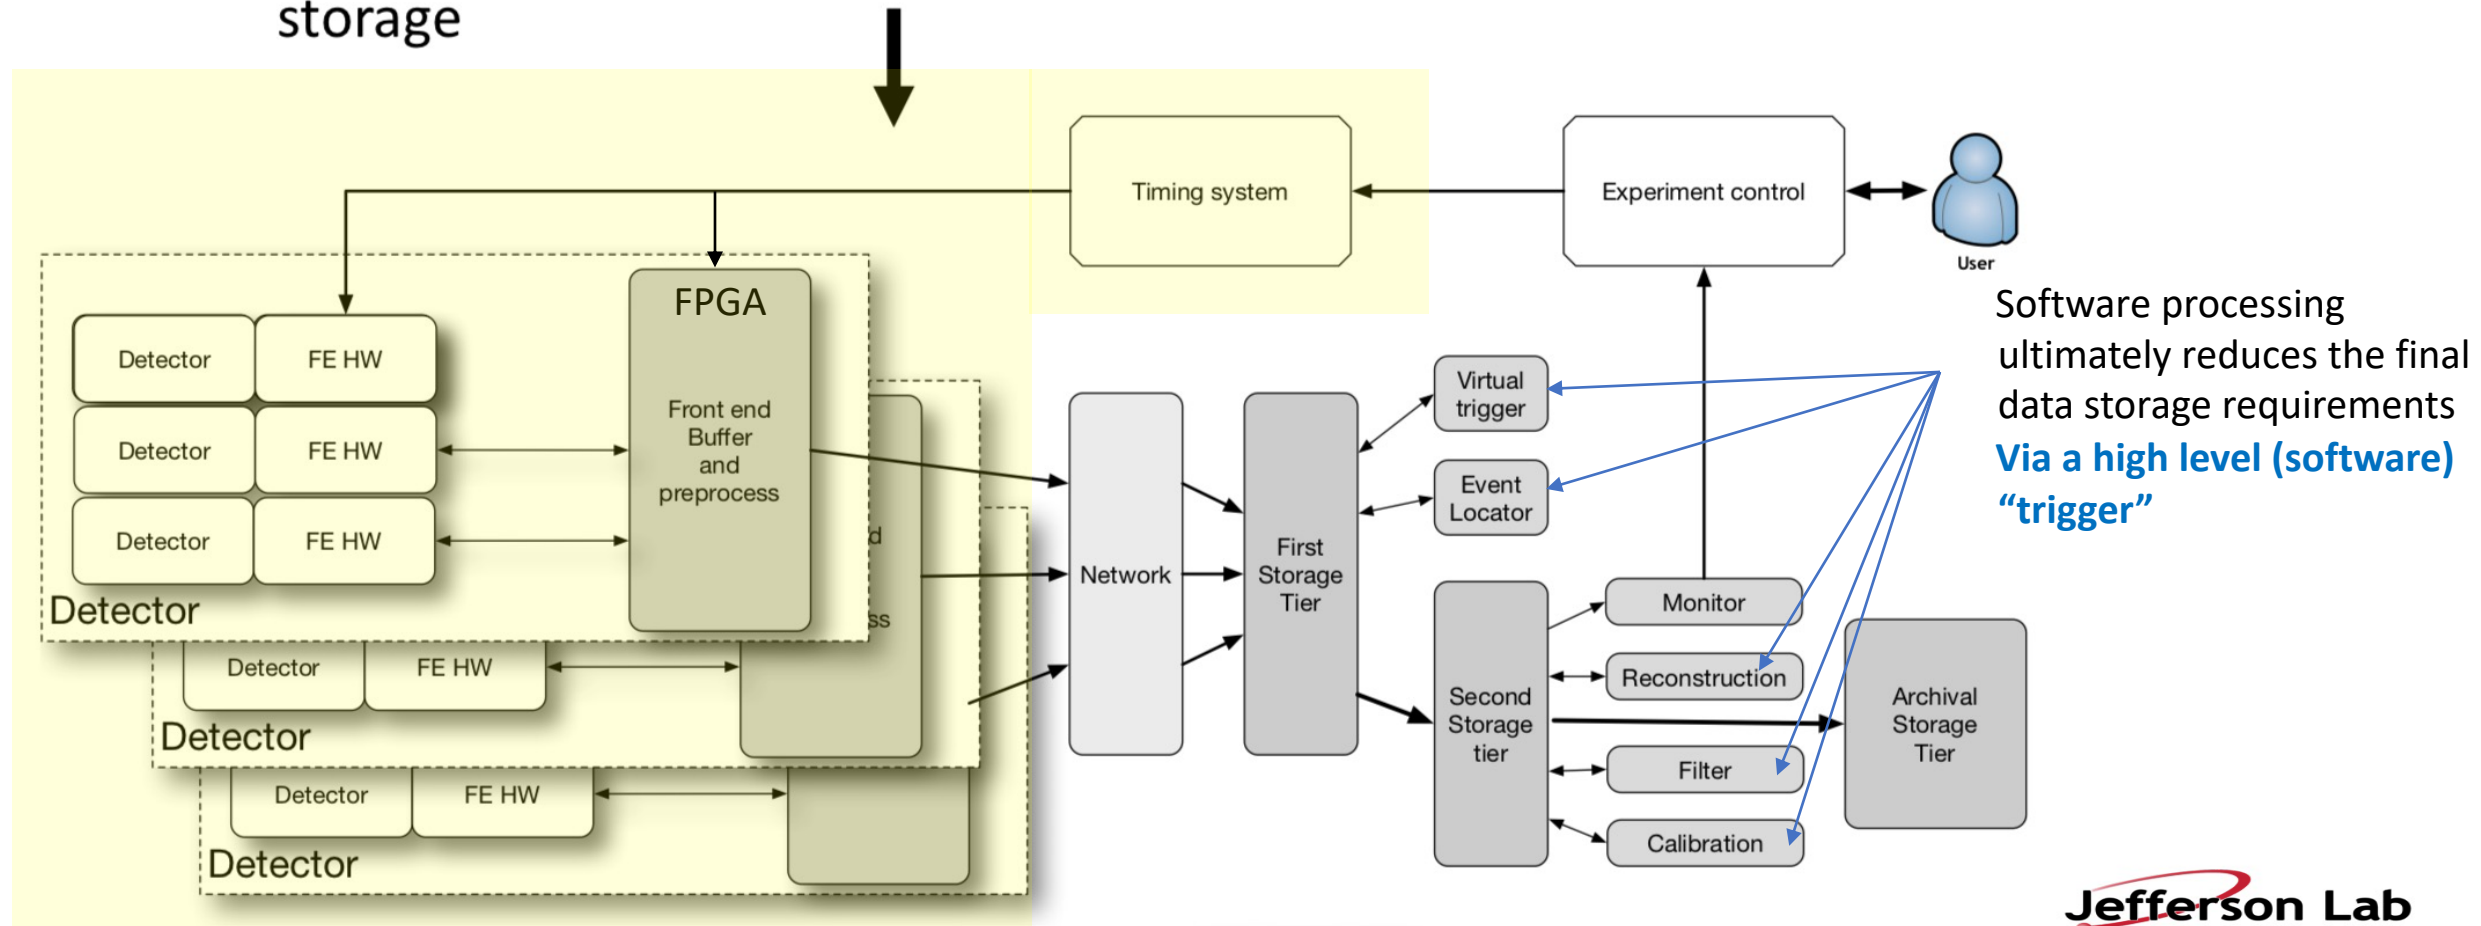 storage
Timing system
Experiment control
User
FPGA
Front end
Buffer
and
preprocess
Detector
FE HW
Detector
FE HW
Detector
FE HW
Detector
d
ss
Detector
FE HW
Detector
Detector
FE HW
Detector
Network
First
Storage
Tier
Virtual
trigger
Event
Locator
Second
Storage
tier
Monitor
Reconstruction
Filter
Calibration
Archival
Storage
Tier
Software processing
ultimately reduces the final
data storage requirements
Via a high level (software)
“trigger”
Jefferson Lab